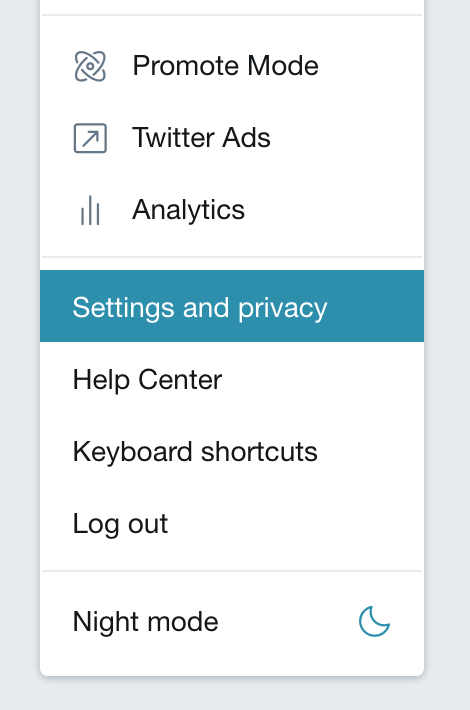 Promote Mode
Twitter Ads
Analytics
Settings and privacy
Help Center
Keyboard shortcuts
Log out
Night mode